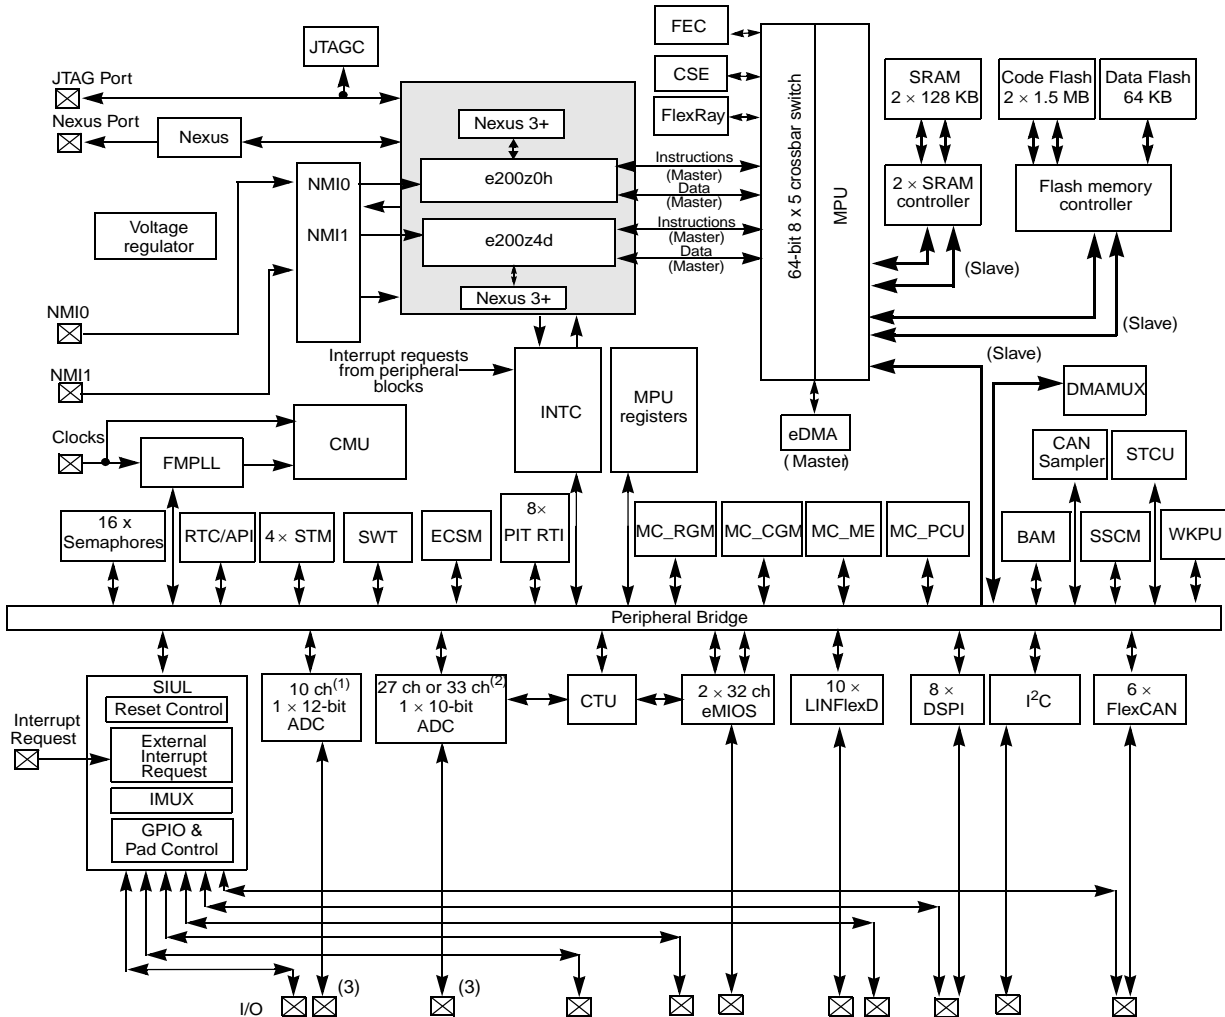 JTAGC
JTAG Port
Nexus Port
Nexus
Nexus 3+
e200z0h
e200z4d
Nexus 3+
NMI0
NMI1
Voltage
regulator
NMI0
NMI1
Instructions
(Master)
Data
(Master)
Instructions
(Master)
Data
(Master)
FEC
CSE
FlexRay
64-bit 8 x 5 crossbar switch
MPU
SRAM
2 × 128 KB
Code Flash
2 × 1.5 MB
Data Flash
64 KB
2 × SRAM
controller
Flash memory
controller
(Slave)
(Slave)
(Slave)
Interrupt requests
from peripheral
blocks
INTC
MPU
registers
eDMA
(Master)
DMAMUX
Clocks
FMPLL
CMU
CAN
Sampler
STCU
16 x
Semaphores
RTC/API
4 × STM
SWT
ECSM
8×
PIT RTI
MC_RGM
MC_CGM
MC_ME
MC_PCU
BAM
SSCM
WKPU
Peripheral Bridge
SIUL
Reset Control
External
Interrupt
Request
IMUX
GPIO &
Pad Control
Interrupt
Request
10 ch(1)
1 × 12-bit
ADC
27 ch or 33 ch(2)
1 × 10-bit
ADC
CTU
2 × 32 ch
eMIOS
10 ×
LINFlexD
8 ×
DSPI
I2C
6 ×
FlexCAN
I/O
(3)
(3)